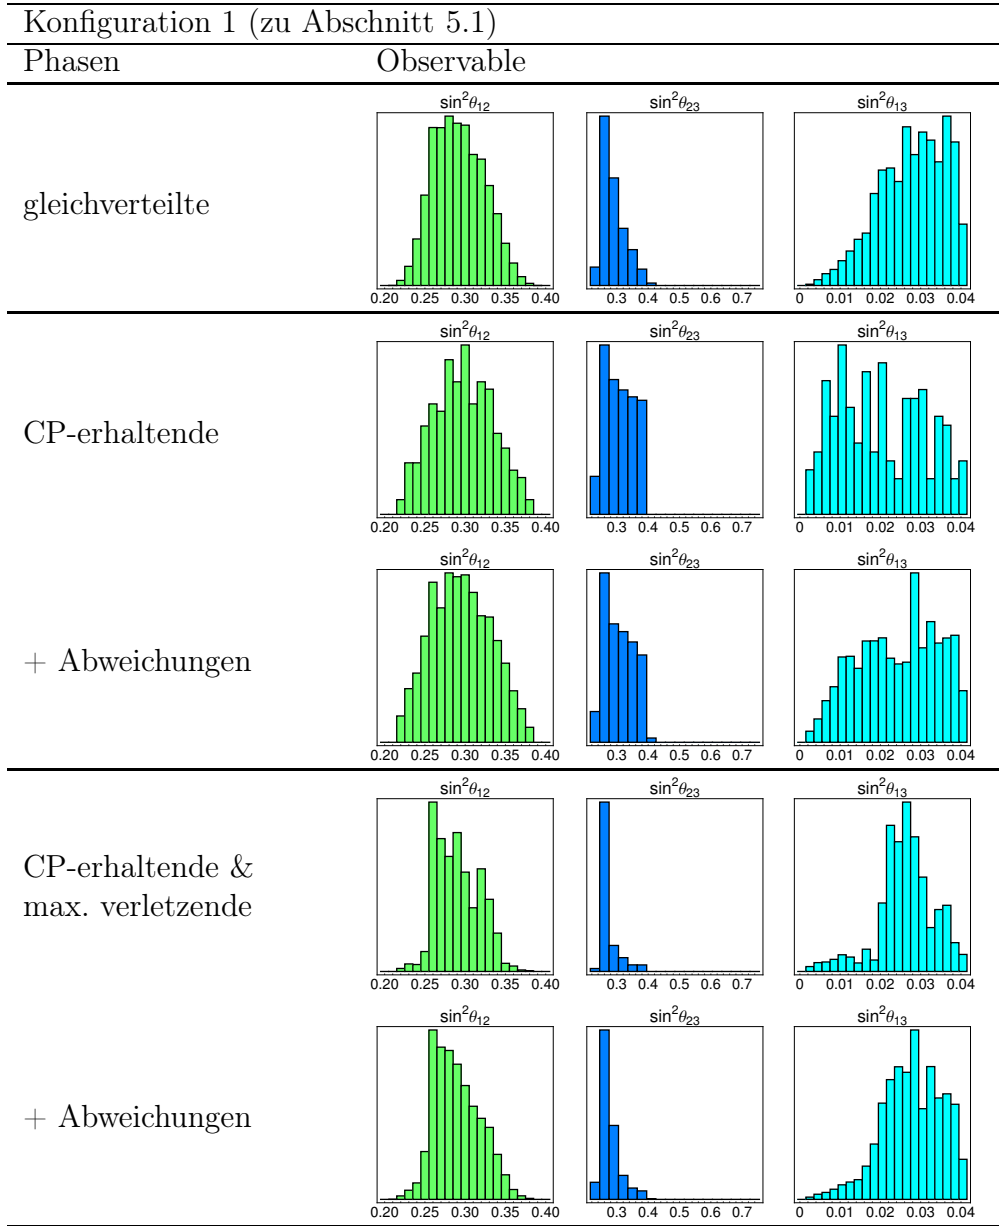 Konfiguration 1 (zu Abschnitt 5.1)
Phasen Observable
sin²θ₁₂ sin²θ₂₃ sin²θ₁₃
gleichverteilte
0.20 0.25 0.30 0.35 0.40 0.3 0.4 0.5 0.6 0.7 0 0.01 0.02 0.03 0.04
sin²θ₁₂ sin²θ₂₃ sin²θ₁₃
CP-erhaltende
0.20 0.25 0.30 0.35 0.40 0.3 0.4 0.5 0.6 0.7 0 0.01 0.02 0.03 0.04
sin²θ₁₂ sin²θ₂₃ sin²θ₁₃
+ Abweichungen
0.20 0.25 0.30 0.35 0.40 0.3 0.4 0.5 0.6 0.7 0 0.01 0.02 0.03 0.04
sin²θ₁₂ sin²θ₂₃ sin²θ₁₃
CP-erhaltende &
max. verletzende
0.20 0.25 0.30 0.35 0.40 0.3 0.4 0.5 0.6 0.7 0 0.01 0.02 0.03 0.04
sin²θ₁₂ sin²θ₂₃ sin²θ₁₃
+ Abweichungen
0.20 0.25 0.30 0.35 0.40 0.3 0.4 0.5 0.6 0.7 0 0.01 0.02 0.03 0.04